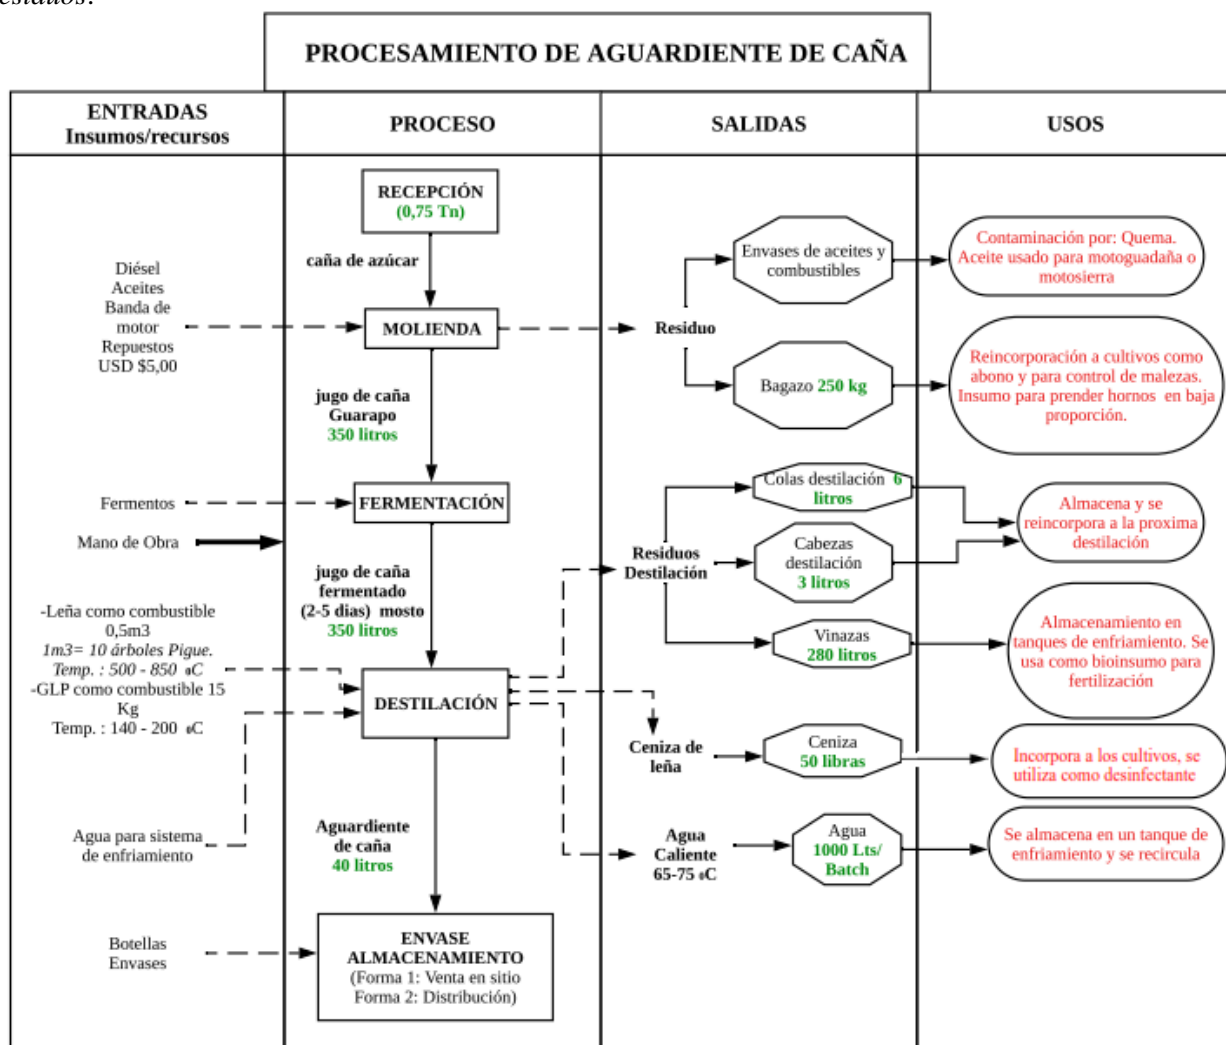 esiduos.
PROCESAMIENTO DE AGUARDIENTE DE CAÑA
ENTRADAS
Insumos/recursos
PROCESO
SALIDAS
USOS
RECEPCIÓN
(0,75 Tn)
caña de azúcar
Diésel
Aceites
Banda de
motor
Repuestos
USD $5,00
MOLIENDA
Residuo
Envases de aceites y
combustibles
Contaminación por: Quema.
Aceite usado para motoguadaña o
motosierra
Bagazo 250 kg
Reincorporación a cultivos como
abono y para control de malezas.
Insumo para prender hornos en baja
proporción.
jugo de caña
Guarapo
350 litros
Fermentos
FERMENTACIÓN
Mano de Obra
jugo de caña
fermentado
(2-5 dias) mosto
350 litros
Residuos
Destilación
Colas destilación 6
litros
Cabezas
destilación
3 litros
Almacena y se
reincorpora a la proxima
destilación
Vinazas
280 litros
Almacenamiento en
tanques de enfriamiento. Se
usa como bioinsumo para
fertilización
-Leña como combustible
0,5m3
1m3= 10 árboles Pigue.
Temp. : 500 - 850 ºC
-GLP como combustible 15
Kg
Temp. : 140 - 200 ºC
DESTILACIÓN
Ceniza de
leña
Ceniza
50 libras
Incorpora a los cultivos, se
utiliza como desinfectante
Agua para sistema
de enfriamiento
Aguardiente
de caña
40 litros
Agua
Caliente
65-75 ºC
Agua
1000 Lts/
Batch
Se almacena en un tanque de
enfriamiento y se recircula
Botellas
Envases
ENVASE
ALMACENAMIENTO
(Forma 1: Venta en sitio
Forma 2: Distribución)